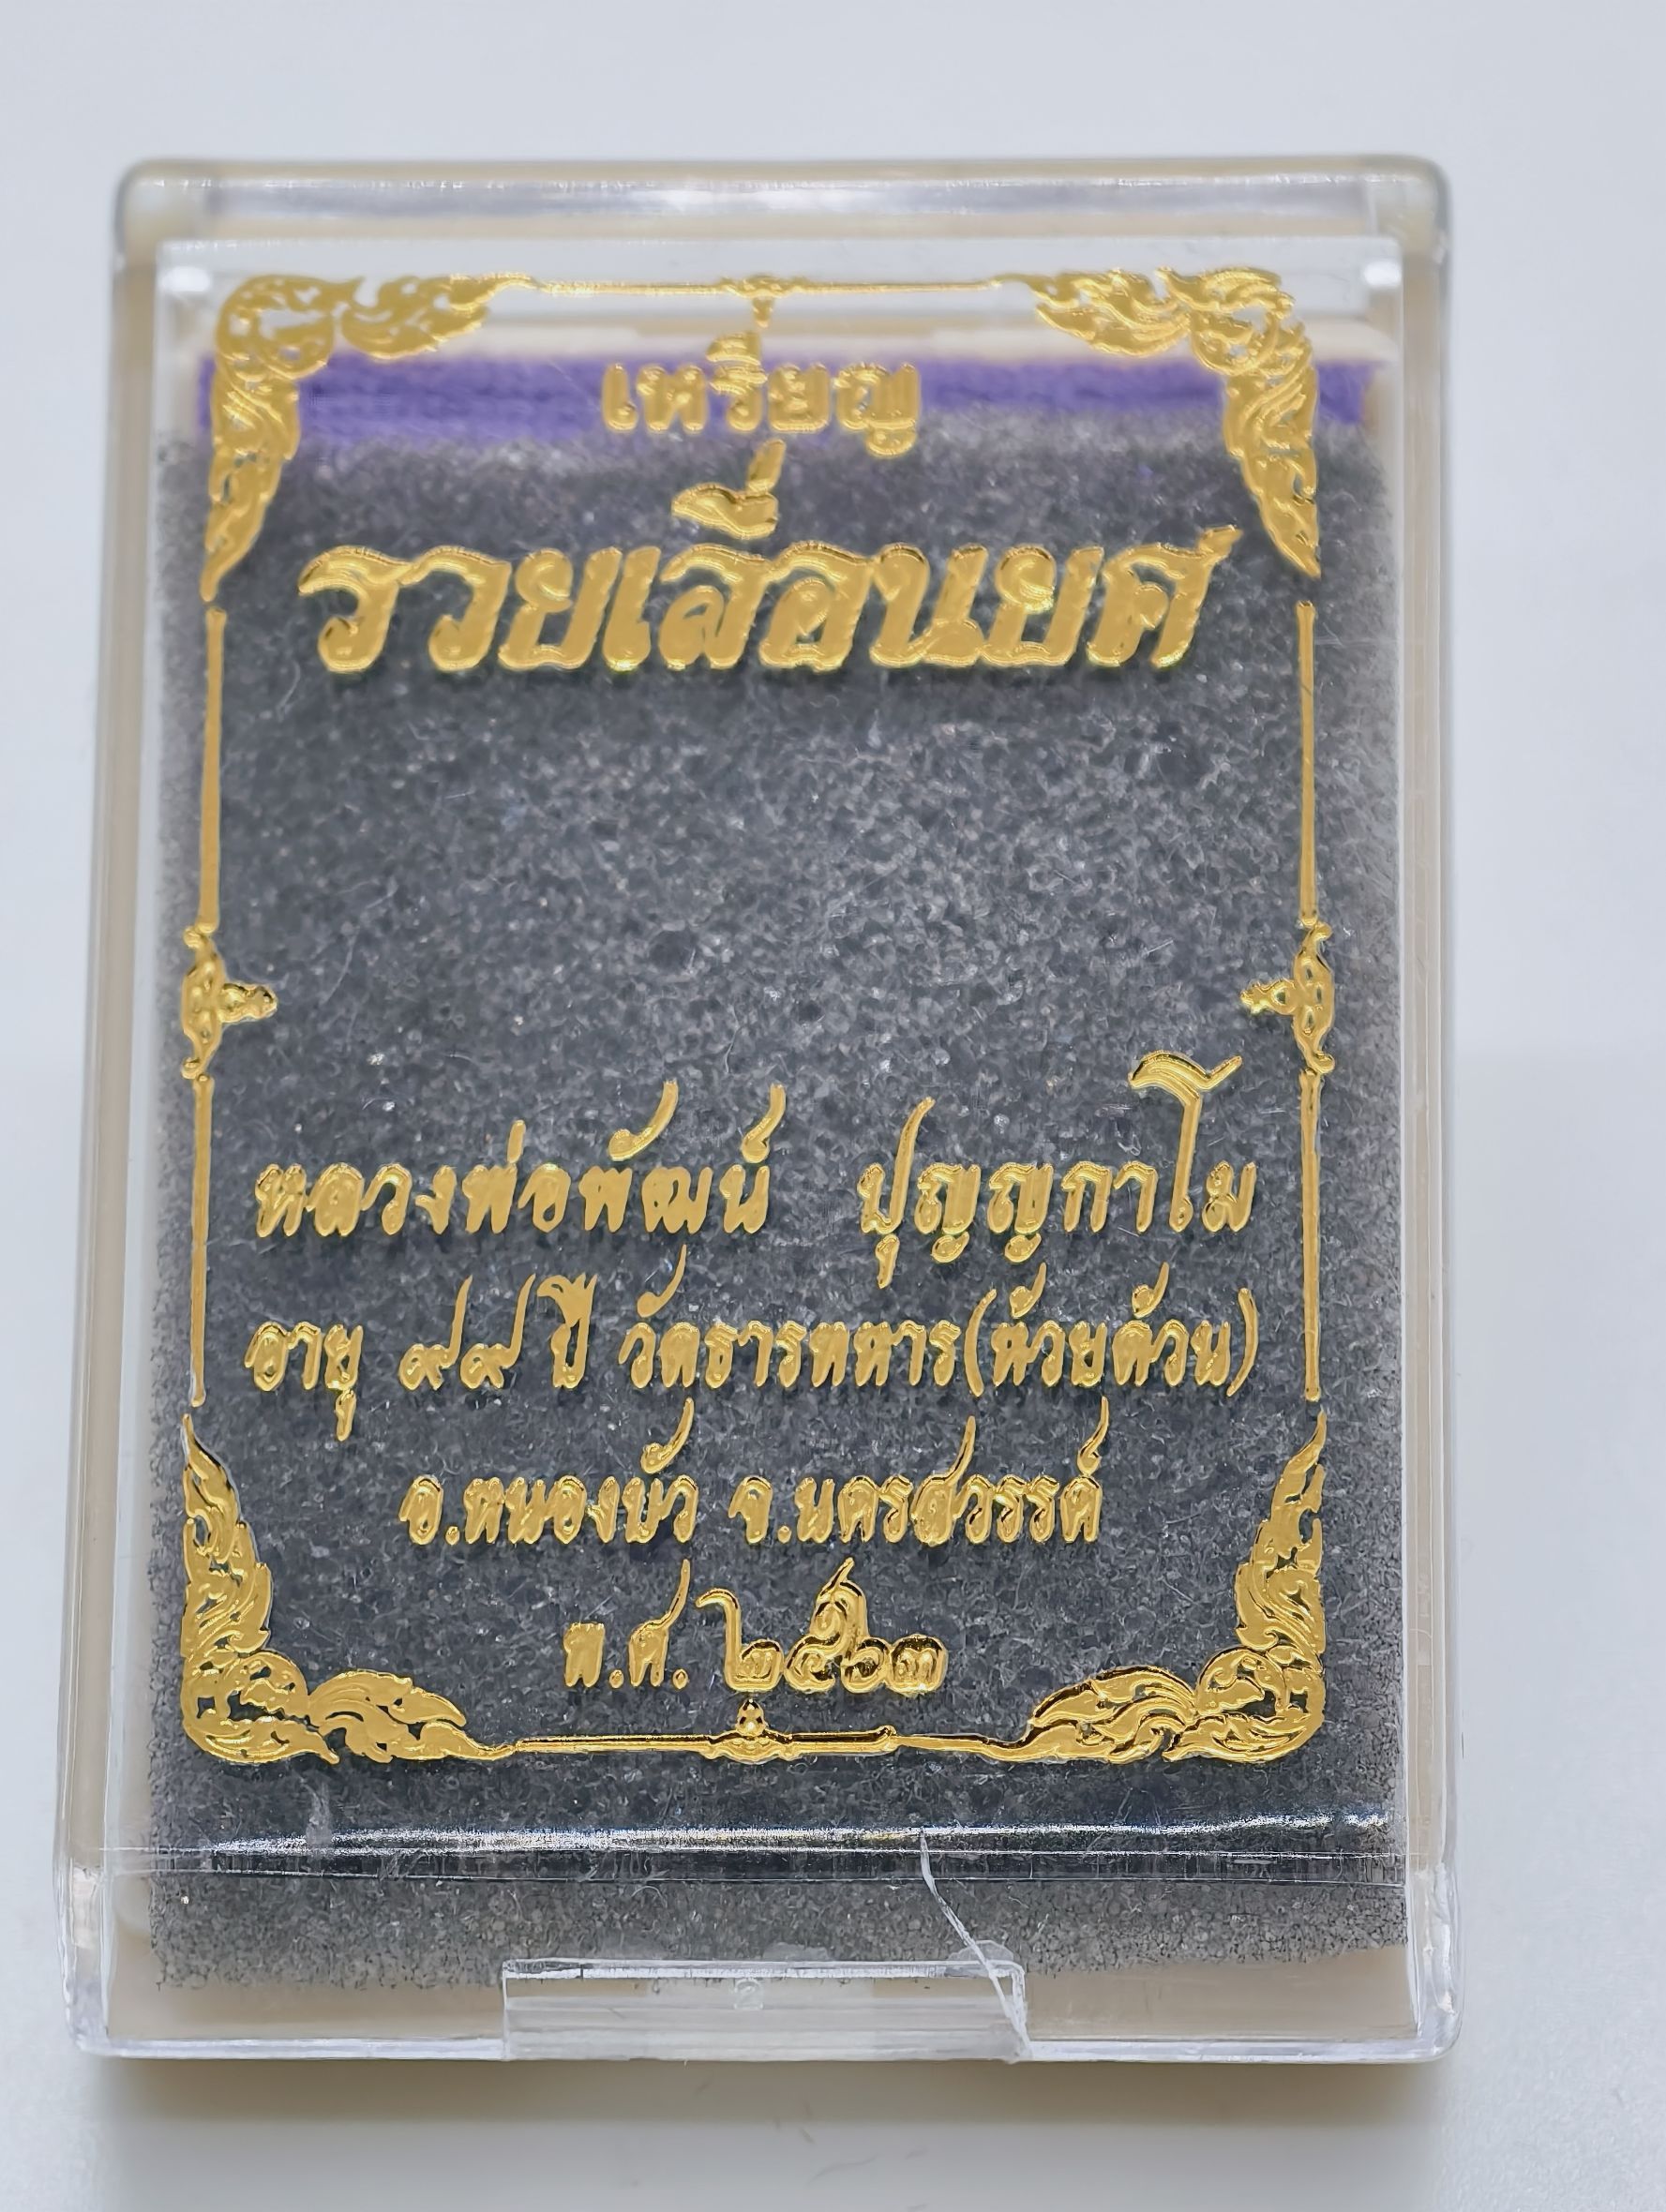 เหรียญ
รวยเลื่อนยศ
หลวงพ่อพัฒน์ ปุญญกาโม
อายุ ๙๙ ปี วัดธารทหาร(ห้วยด้วน)
อ.หนองบัว จ.นครสวรรค์
พ.ศ. ๒๕๖๓